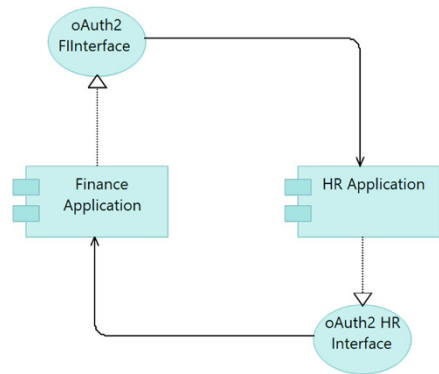 oAuth2
FIInterface
Finance
Application
HR Application
oAuth2 HR
Interface